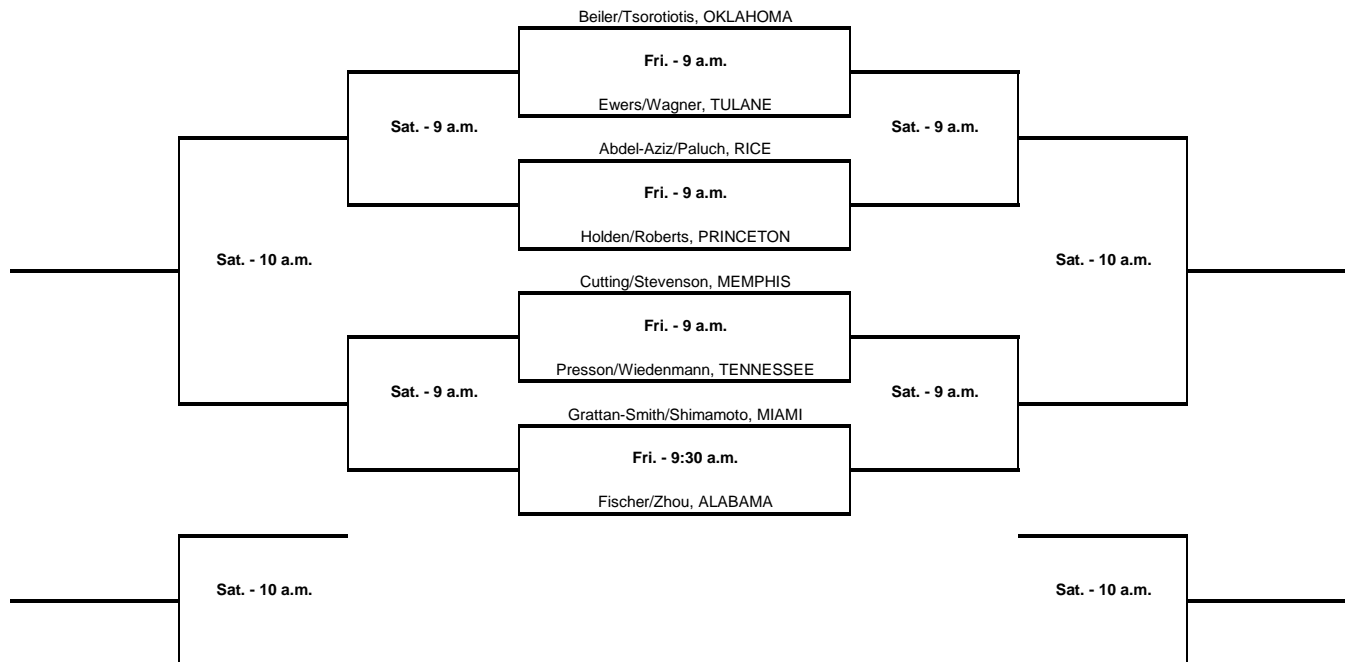 Beiler/Tsorotiotis, OKLAHOMA
Fri. - 9 a.m.
Ewers/Wagner, TULANE
Sat. - 9 a.m.
Sat. - 9 a.m.
Abdel-Aziz/Paluch, RICE
Fri. - 9 a.m.
Holden/Roberts, PRINCETON
Sat. - 10 a.m.
Sat. - 10 a.m.
Cutting/Stevenson, MEMPHIS
Fri. - 9 a.m.
Presson/Wiedenmann, TENNESSEE
Sat. - 9 a.m.
Sat. - 9 a.m.
Grattan-Smith/Shimamoto, MIAMI
Fri. - 9:30 a.m.
Fischer/Zhou, ALABAMA
Sat. - 10 a.m.
Sat. - 10 a.m.